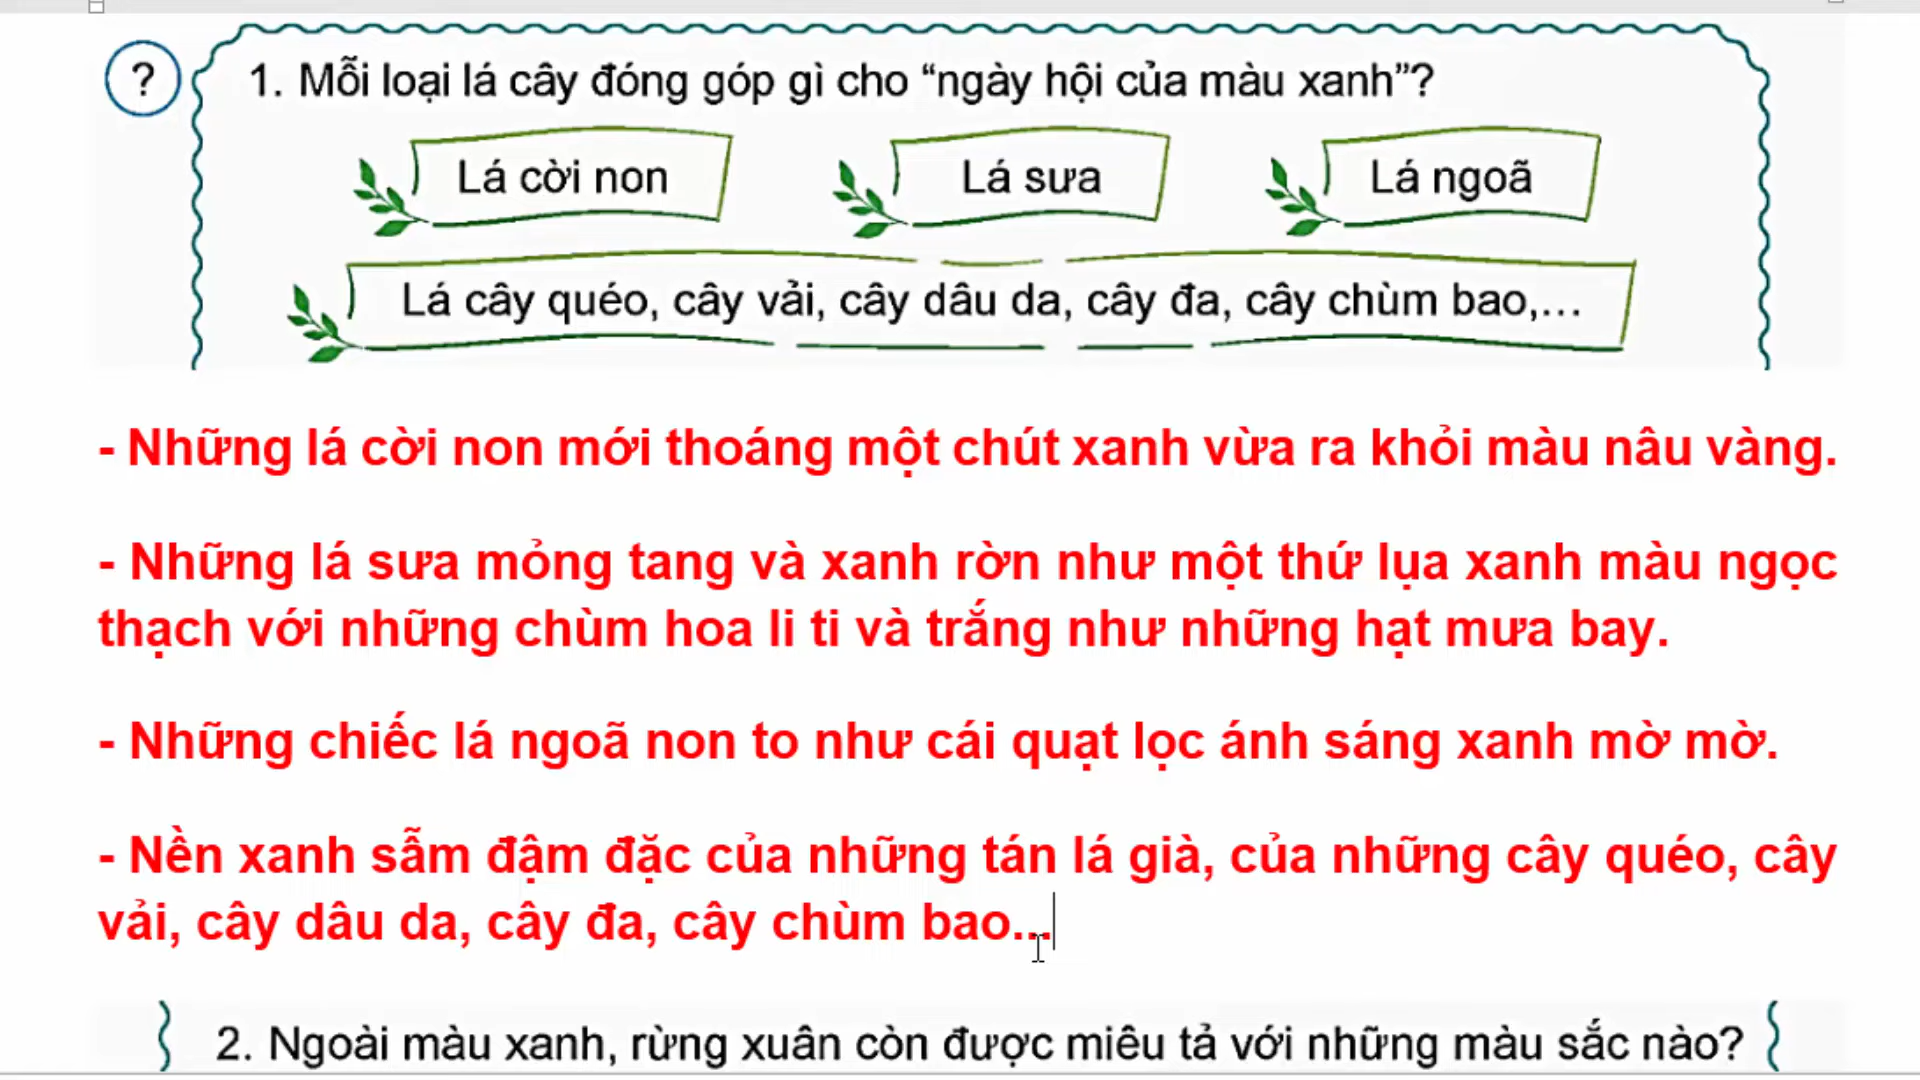 ?
1. Mỗi loại lá cây đóng góp gì cho “ngày hội của màu xanh”?
Lá cời non
Lá sưa
Lá ngoã
Lá cây quéo, cây vải, cây dâu da, cây đa, cây chùm bao,...
- Những lá cời non mới thoáng một chút xanh vừa ra khỏi màu nâu vàng.
- Những lá sưa mỏng tang và xanh rờn như một thứ lụa xanh màu ngọc
thạch với những chùm hoa li ti và trắng như những hạt mưa bay.
- Những chiếc lá ngoã non to như cái quạt lọc ánh sáng xanh mờ mờ.
- Nền xanh sẫm đậm đặc của những tán lá già, của những cây quéo, cây
vải, cây dâu da, cây đa, cây chùm bao...
2. Ngoài màu xanh, rừng xuân còn được miêu tả với những màu sắc nào?